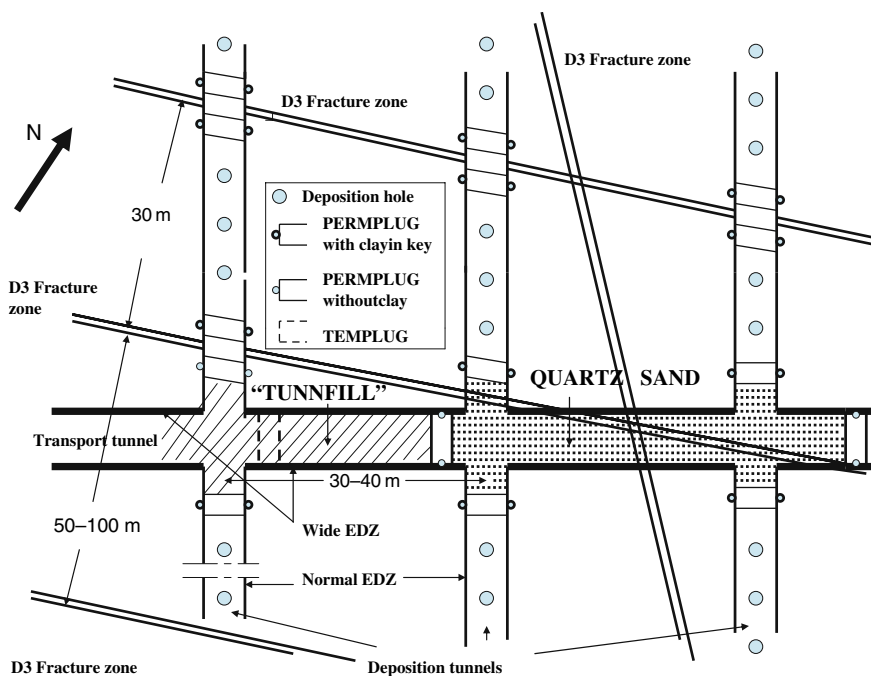 D3 Fracture zone
D3 Fracture zone
N
30 m
Deposition hole
PERMPLUG
with clayin key
PERMPLUG
withoutclay
TEMPLUG
D3 Fracture
zone
“TUNNFILL”
QUARTZ SAND
Transport tunnel
30–40 m
50–100 m
Wide EDZ
Normal EDZ
D3 Fracture zone
Deposition tunnels